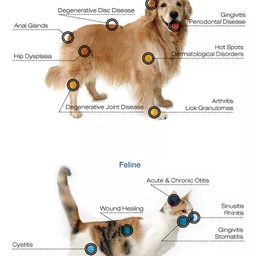 Degenerative Disc Disease
Gingivitis
Periodontal Disease
Anal Glands
Hot Spots
Dermatological Disorders
Hip Dysplasia
Degenerative Joint Disease
Arthritis
Lick Granulomas
Feline
Acute & Chronic Otitis
Sinusitis
Rhinitis
Wound Healing
Gingivitis
Stomatitis
Cystitis